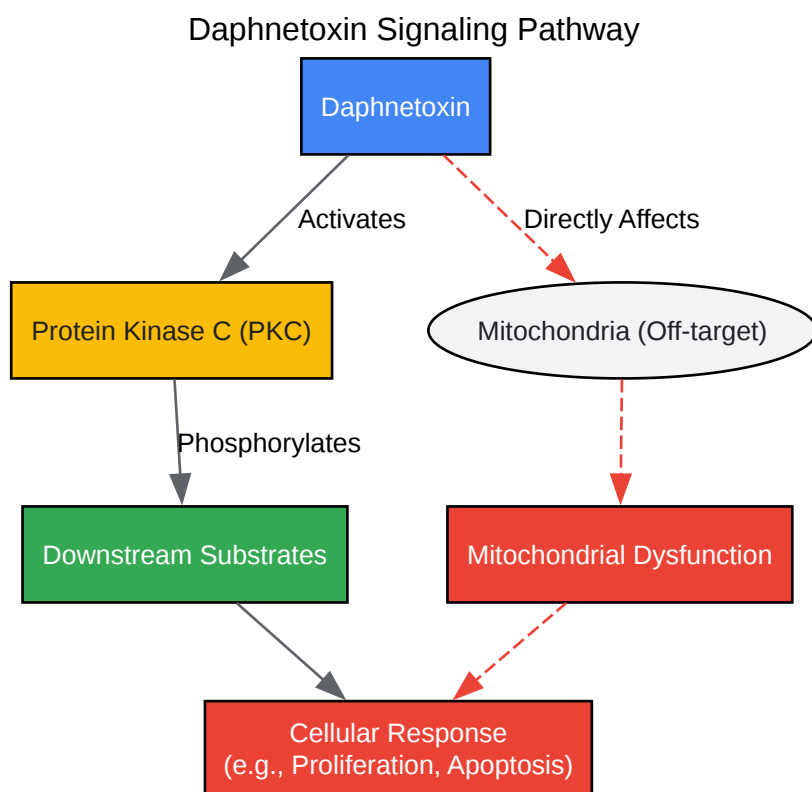 Daphnetoxin Signaling Pathway
Daphnetoxin
Activates
Directly Affects
Protein Kinase C (PKC)
Mitochondria (Off-target)
Phosphorylates
Downstream Substrates
Mitochondrial Dysfunction
Cellular Response
(e.g., Proliferation, Apoptosis)